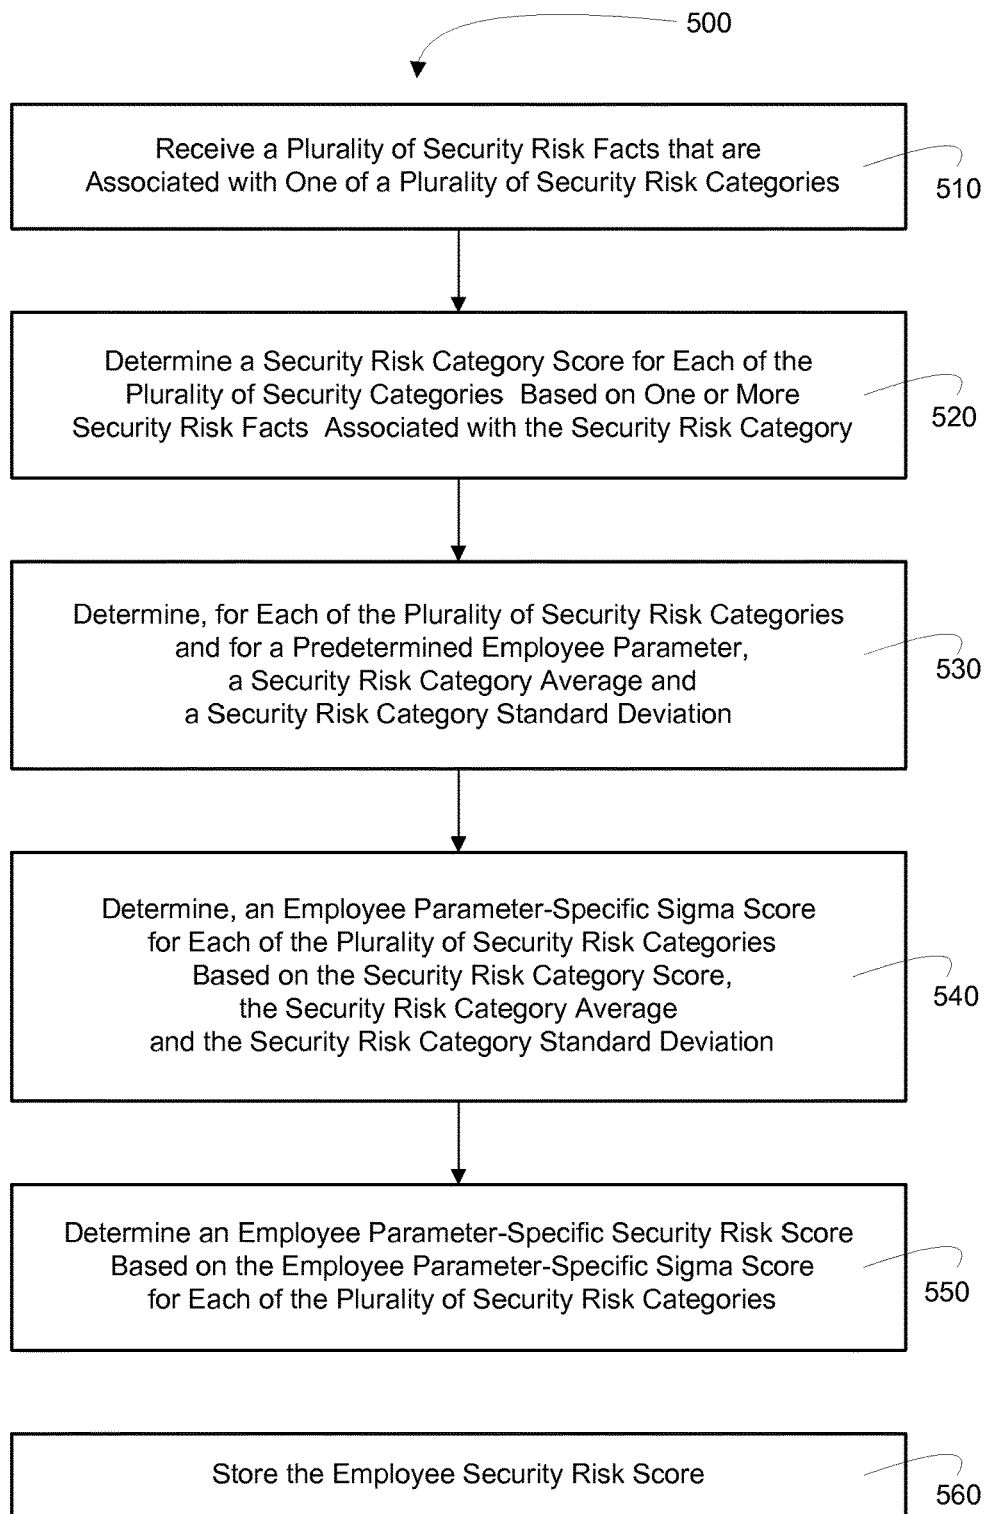 500
Receive a Plurality of Security Risk Facts that are
Associated with One of a Plurality of Security Risk Categories
510
Determine a Security Risk Category Score for Each of the
Plurality of Security Categories Based on One or More
Security Risk Facts Associated with the Security Risk Category
520
Determine, for Each of the Plurality of Security Risk Categories
and for a Predetermined Employee Parameter,
a Security Risk Category Average and
a Security Risk Category Standard Deviation
530
Determine, an Employee Parameter-Specific Sigma Score
for Each of the Plurality of Security Risk Categories
Based on the Security Risk Category Score,
the Security Risk Category Average
and the Security Risk Category Standard Deviation
540
Determine an Employee Parameter-Specific Security Risk Score
Based on the Employee Parameter-Specific Sigma Score
for Each of the Plurality of Security Risk Categories
550
Store the Employee Security Risk Score
560